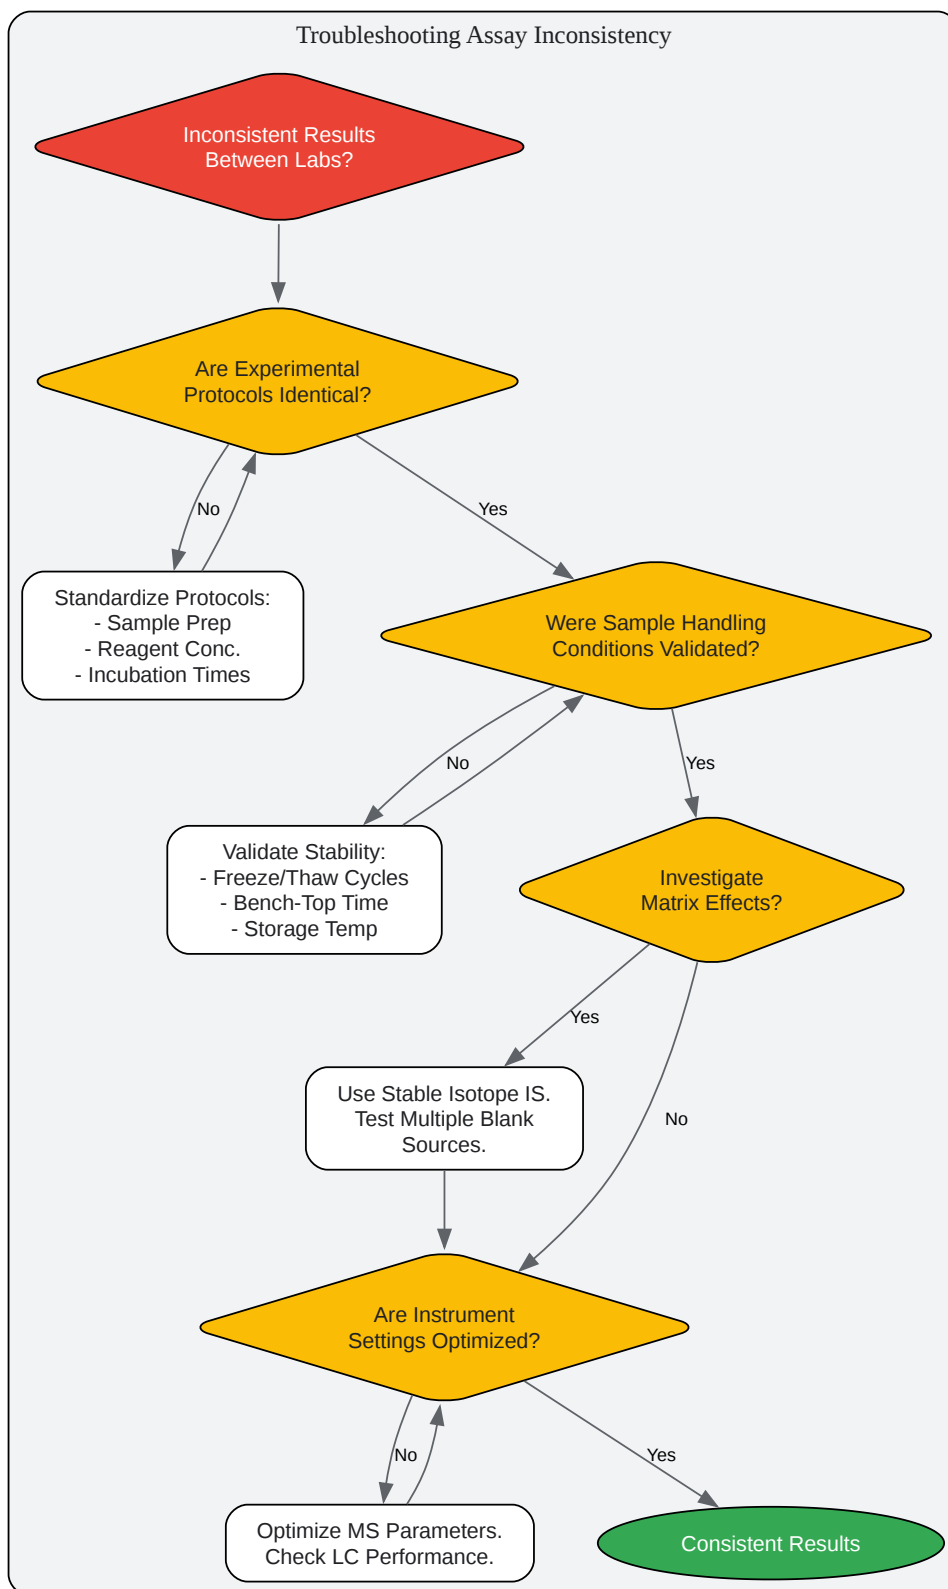 Troubleshooting Assay Inconsistency
Inconsistent Results
Between Labs?
Are Experimental
Protocols Identical?
No
Yes
Standardize Protocols:
- Sample Prep
- Reagent Conc.
- Incubation Times
Were Sample Handling
Conditions Validated?
No
Yes
Validate Stability:
- Freeze/Thaw Cycles
- Bench-Top Time
- Storage Temp
Investigate
Matrix Effects?
Yes
No
Use Stable Isotope IS.
Test Multiple Blank
Sources.
Are Instrument
Settings Optimized?
No
Yes
Optimize MS Parameters.
Check LC Performance.
Consistent Results